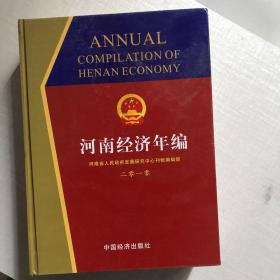 ANNUAL
COMPILATION OF
HENAN ECONOMY
河南经济年编
河南省人民政府发展研究中心刊物编辑部
二零一零
中国经济出版社